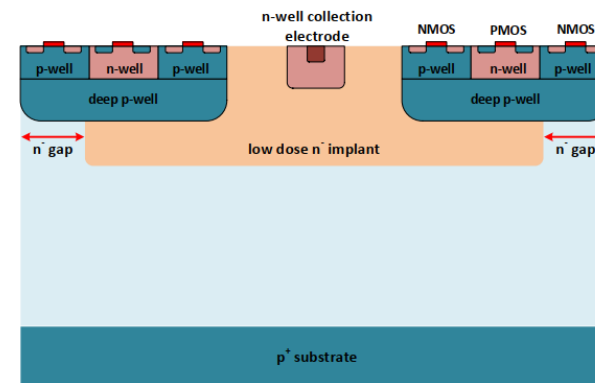 n-well collection
electrode
NMOS PMOS NMOS
p-well n-well p-well
p-well n-well p-well
deep p-well
deep p-well
n⁻ gap
low dose n⁻ implant
n⁻ gap
p⁺ substrate